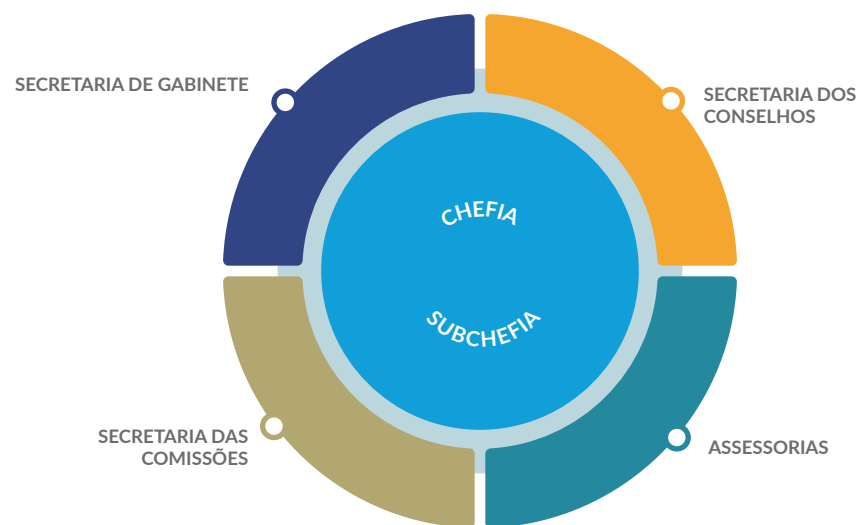 SECRETARIA DE GABINETE
SECRETARIA DOS
CONSELHOS
CHEFIA
SUBCHEFIA
SECRETARIA DAS
COMISSÕES
ASSESSORIAS